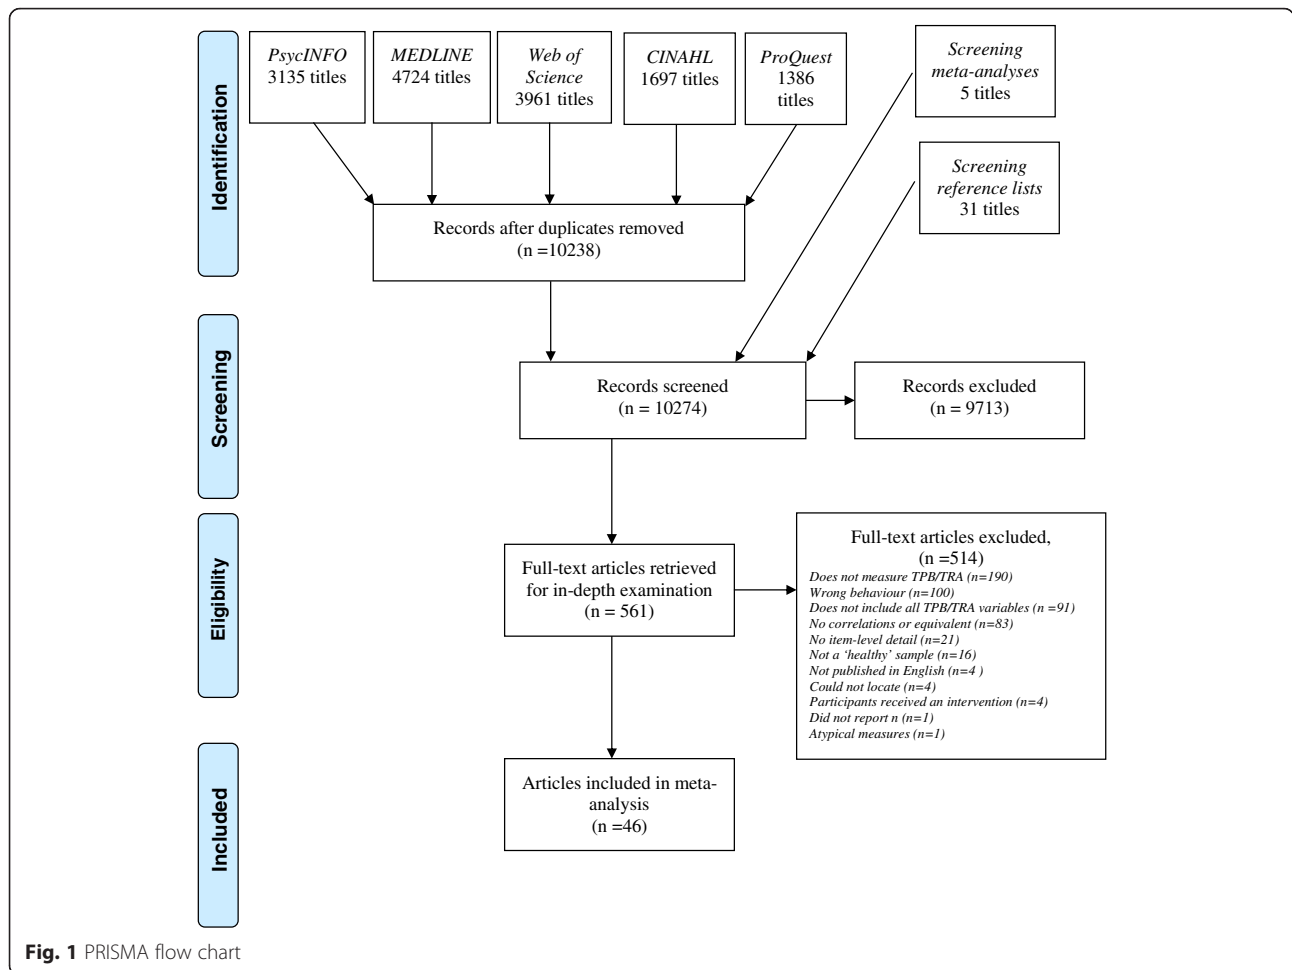 Identification
PsycINFO
3135 titles
MEDLINE
4724 titles
Web of
Science
3961 titles
CINAHL
1697 titles
ProQuest
1386
titles
Screening
meta-analyses
5 titles
Screening
reference lists
31 titles
Records after duplicates removed
(n =10238)
Screening
Records screened
(n = 10274)
Records excluded
(n = 9713)
Eligibility
Full-text articles retrieved
for in-depth examination
(n = 561)
Full-text articles excluded,
(n =514)
Does not measure TPB/TRA (n=190)
Wrong behaviour (n=100)
Does not include all TPB/TRA variables (n =91)
No correlations or equivalent (n=83)
No item-level detail (n=21)
Not a ‘healthy’ sample (n=16)
Not published in English (n=4 )
Could not locate (n=4)
Participants received an intervention (n=4)
Did not report n (n=1)
Atypical measures (n=1)
Included
Articles included in meta-
analysis
(n =46)
Fig. 1 PRISMA flow chart